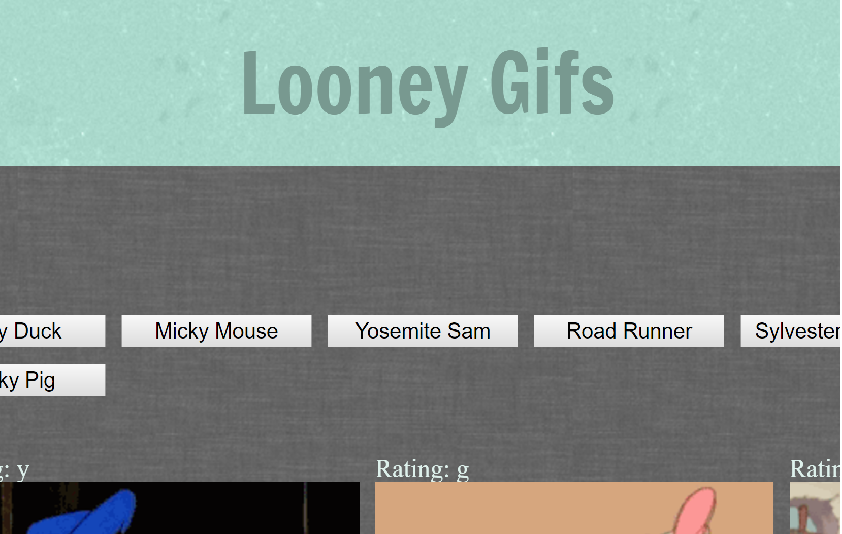 Looney Gifs
y Duck Micky Mouse Yosemite Sam Road Runner Sylvester
ky Pig
g: y Rating: g Ratin